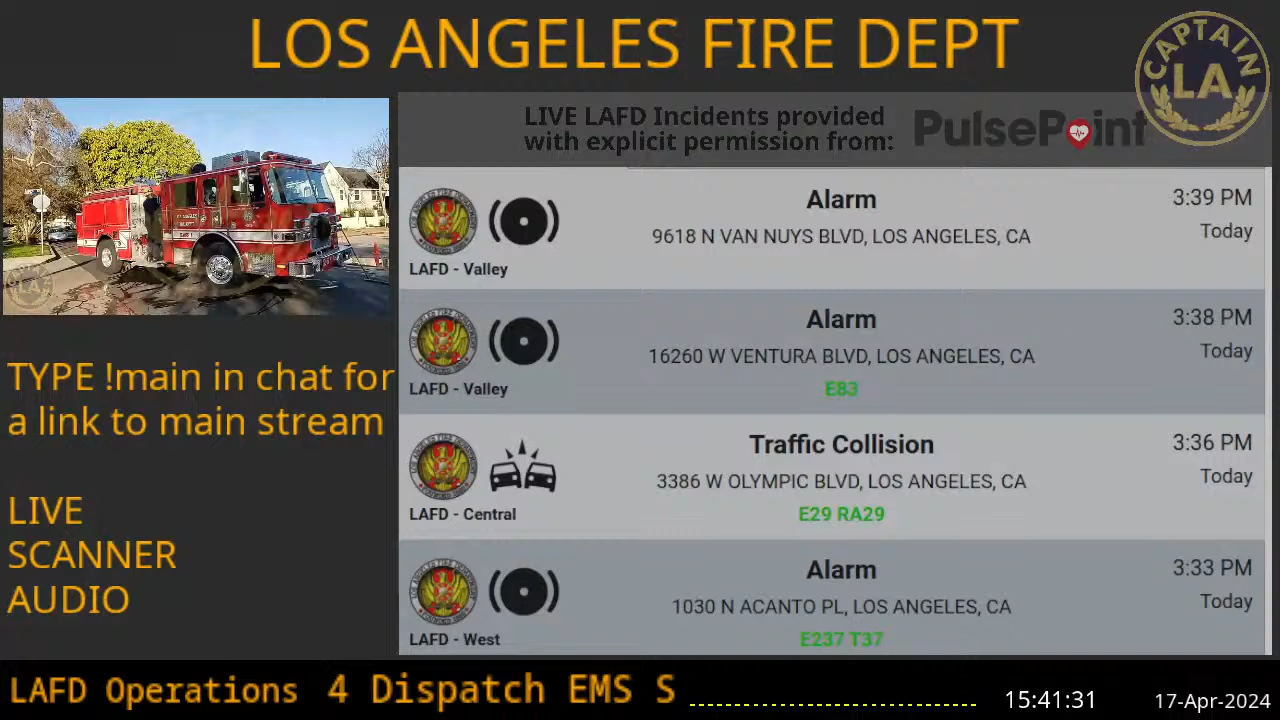 LOS ANGELES FIRE DEPT
CAPTAIN
LA
LIVE LAFD Incidents provided
with explicit permission from:
PulsePoint
Alarm
3:39 PM
9618 N VAN NUYS BLVD, LOS ANGELES, CA
Today
LAFD - Valley
Alarm
3:38 PM
16260 W VENTURA BLVD, LOS ANGELES, CA
Today
E83
LAFD - Valley
Traffic Collision
3:36 PM
3386 W OLYMPIC BLVD, LOS ANGELES, CA
Today
E29 RA29
LAFD - Central
Alarm
3:33 PM
1030 N ACANTO PL, LOS ANGELES, CA
Today
E237 T37
LAFD - West
TYPE !main in chat for
a link to main stream
LIVE
SCANNER
AUDIO
LAFD Operations 4 Dispatch EMS S
15:41:31
17-Apr-2024